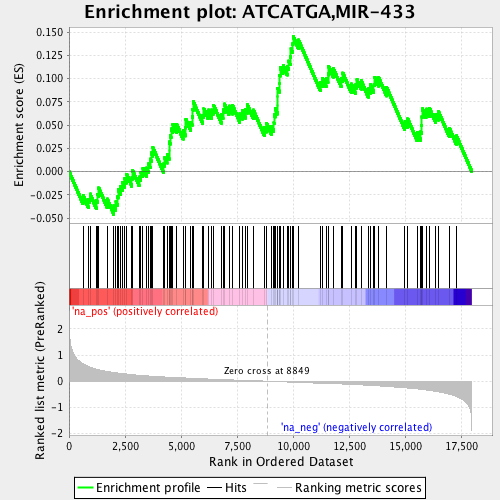 Enrichment plot: ATCATGA,MIR-433
Enrichment score (ES)
0.150
0.125
0.100
0.075
0.050
0.025
0.000
-0.025
-0.050
'na_pos' (positively correlated)
Ranked list metric (PreRanked)
2
1
0
-1
-2
Zero cross at 8849
'na_neg' (negatively correlated)
0
2,500
5,000
7,500
10,000
12,500
15,000
17,500
Rank in Ordered Dataset
Enrichment profile
Hits
Ranking metric scores